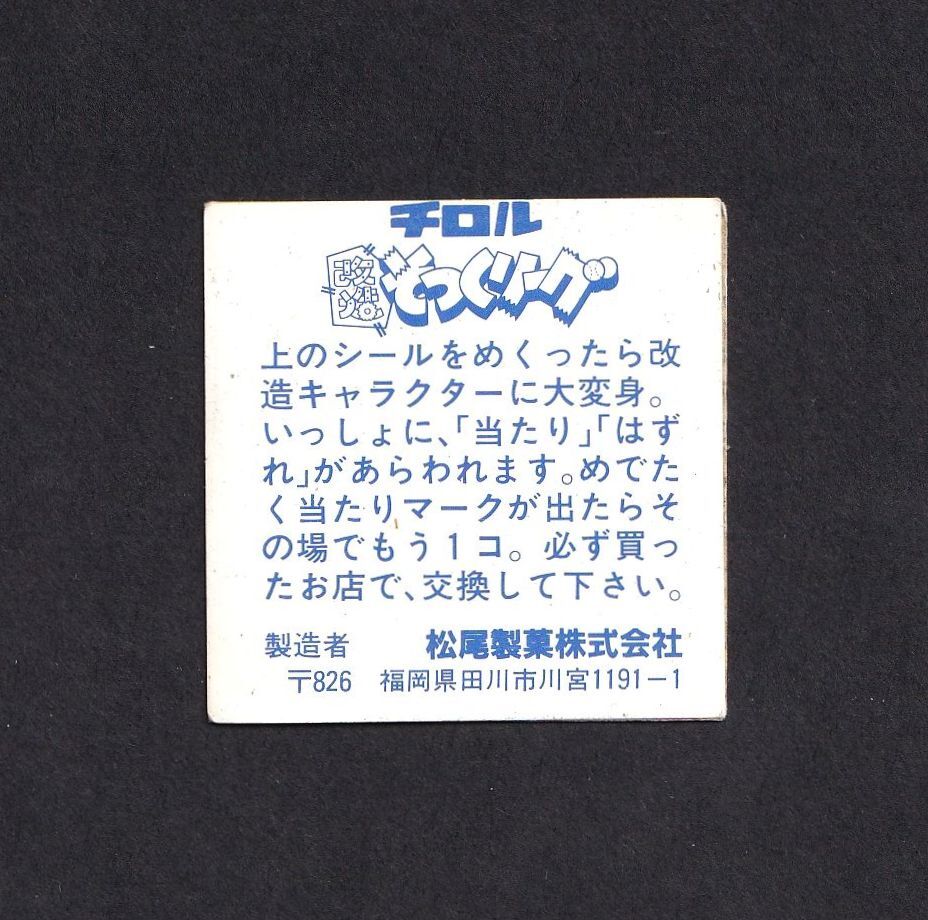 チロル
改造そっくリーグ
上のシールをめくったら改
造キャラクターに大変身。
いっしょに、「当たり」「はず
れ」があらわれます。めでた
く当たりマークが出たらそ
の場でもう1コ。必ず買っ
たお店で、交換して下さい。
製造者 松尾製菓株式会社
〒826 福岡県田川市川宮1191-1